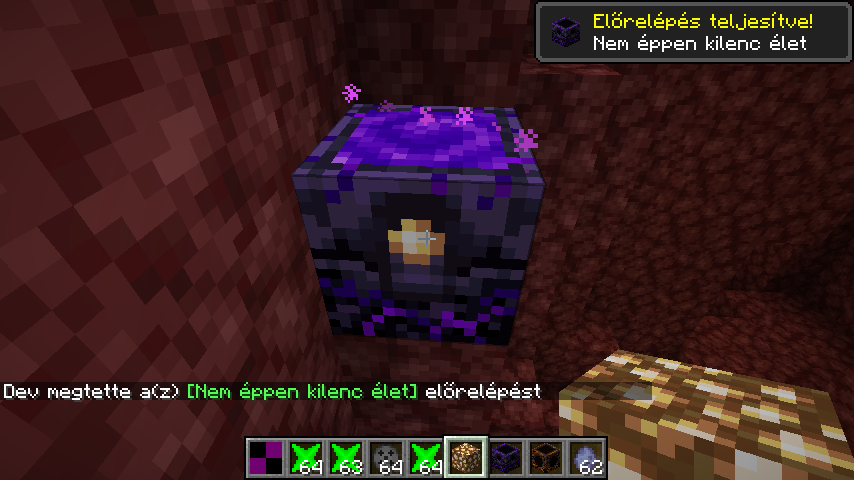 Előrelépés teljesítve!
Nem éppen kilenc élet
Dev megtette a(z) [Nem éppen kilenc élet] előrelépést
64 63 64 64 62